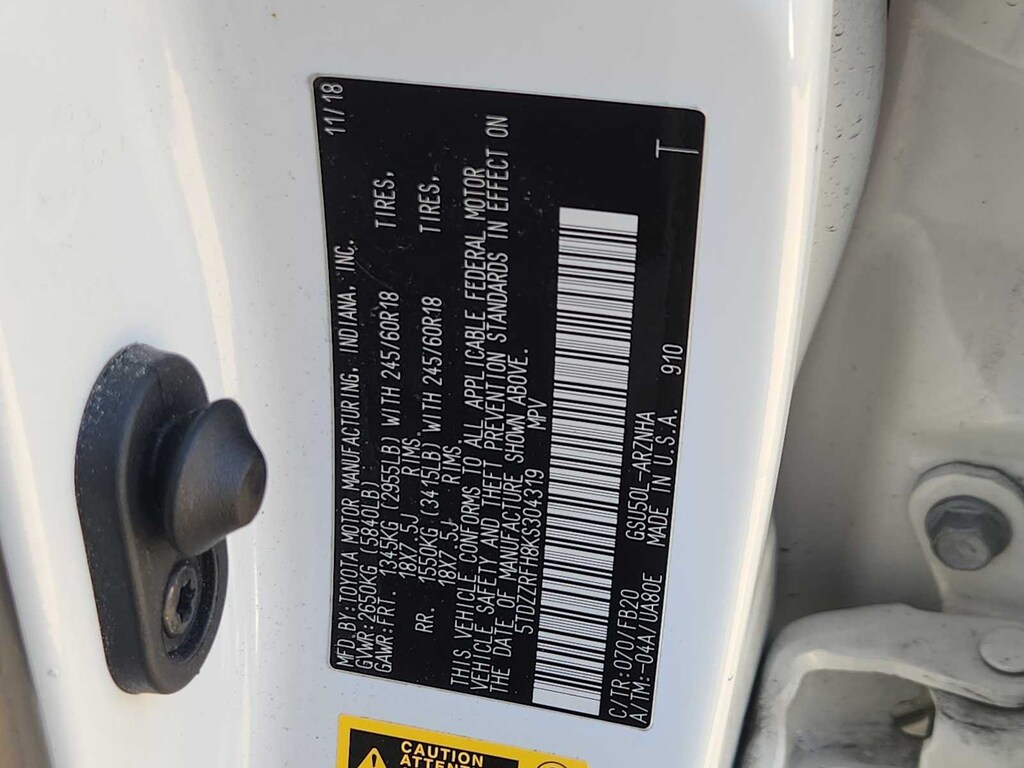 MFD.BY:TOYOTA MOTOR MANUFACTURING, INDIANA, INC. 11/18
GVWR:2650KG (5840LB)
GAWR:FRT. 1345KG (2955LB) WITH 245/60R18 TIRES,
18X7.5J RIMS.
RR. 1550KG (3415LB) WITH 245/60R18 TIRES,
18X7.5J RIMS.
THIS VEHICLE CONFORMS TO ALL APPLICABLE FEDERAL MOTOR
VEHICLE SAFETY AND THEFT PREVENTION STANDARDS IN EFFECT ON
THE DATE OF MANUFACTURE SHOWN ABOVE.
5TDZZRFH8KS304319 MPV
C/TR:070/FB20 GSU50L-ARZNHA
A/TM:-04A/UA80E MADE IN U.S.A. 910 T
CAUTION